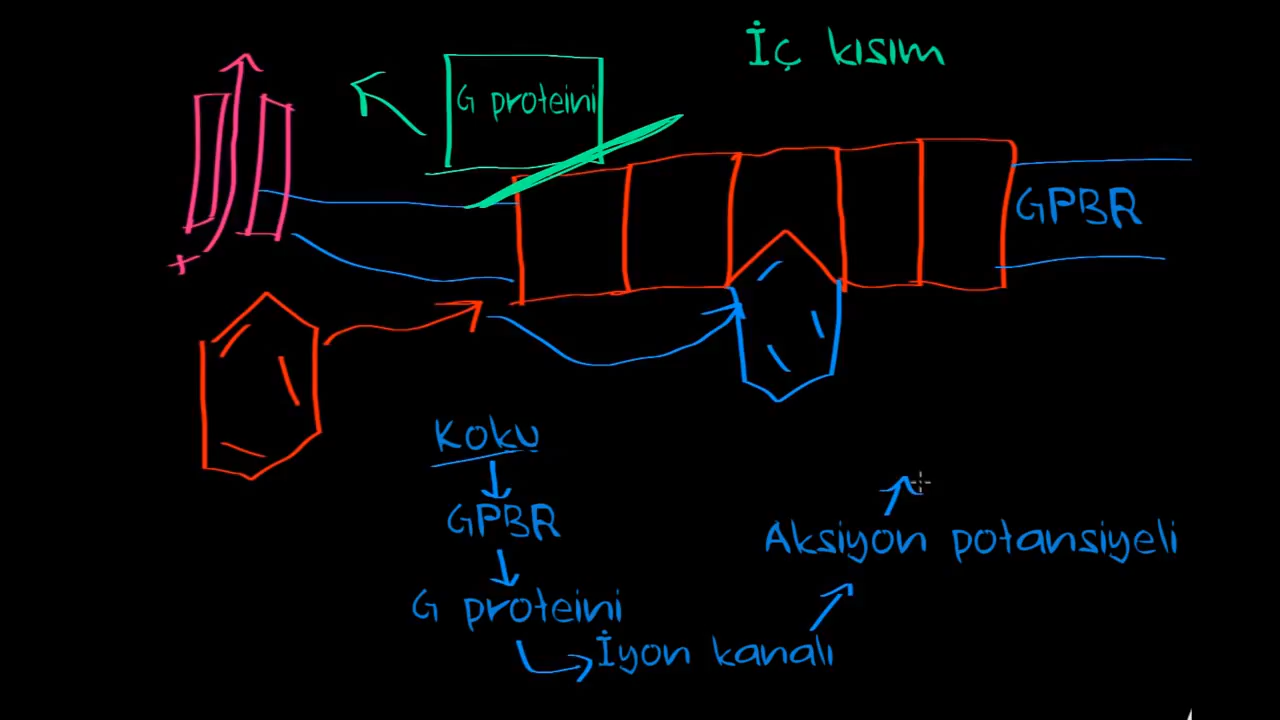 İç kısım
G proteini
GPBR
+
Koku
GPBR
G proteini
İyon kanalı
Aksiyon potansiyeli